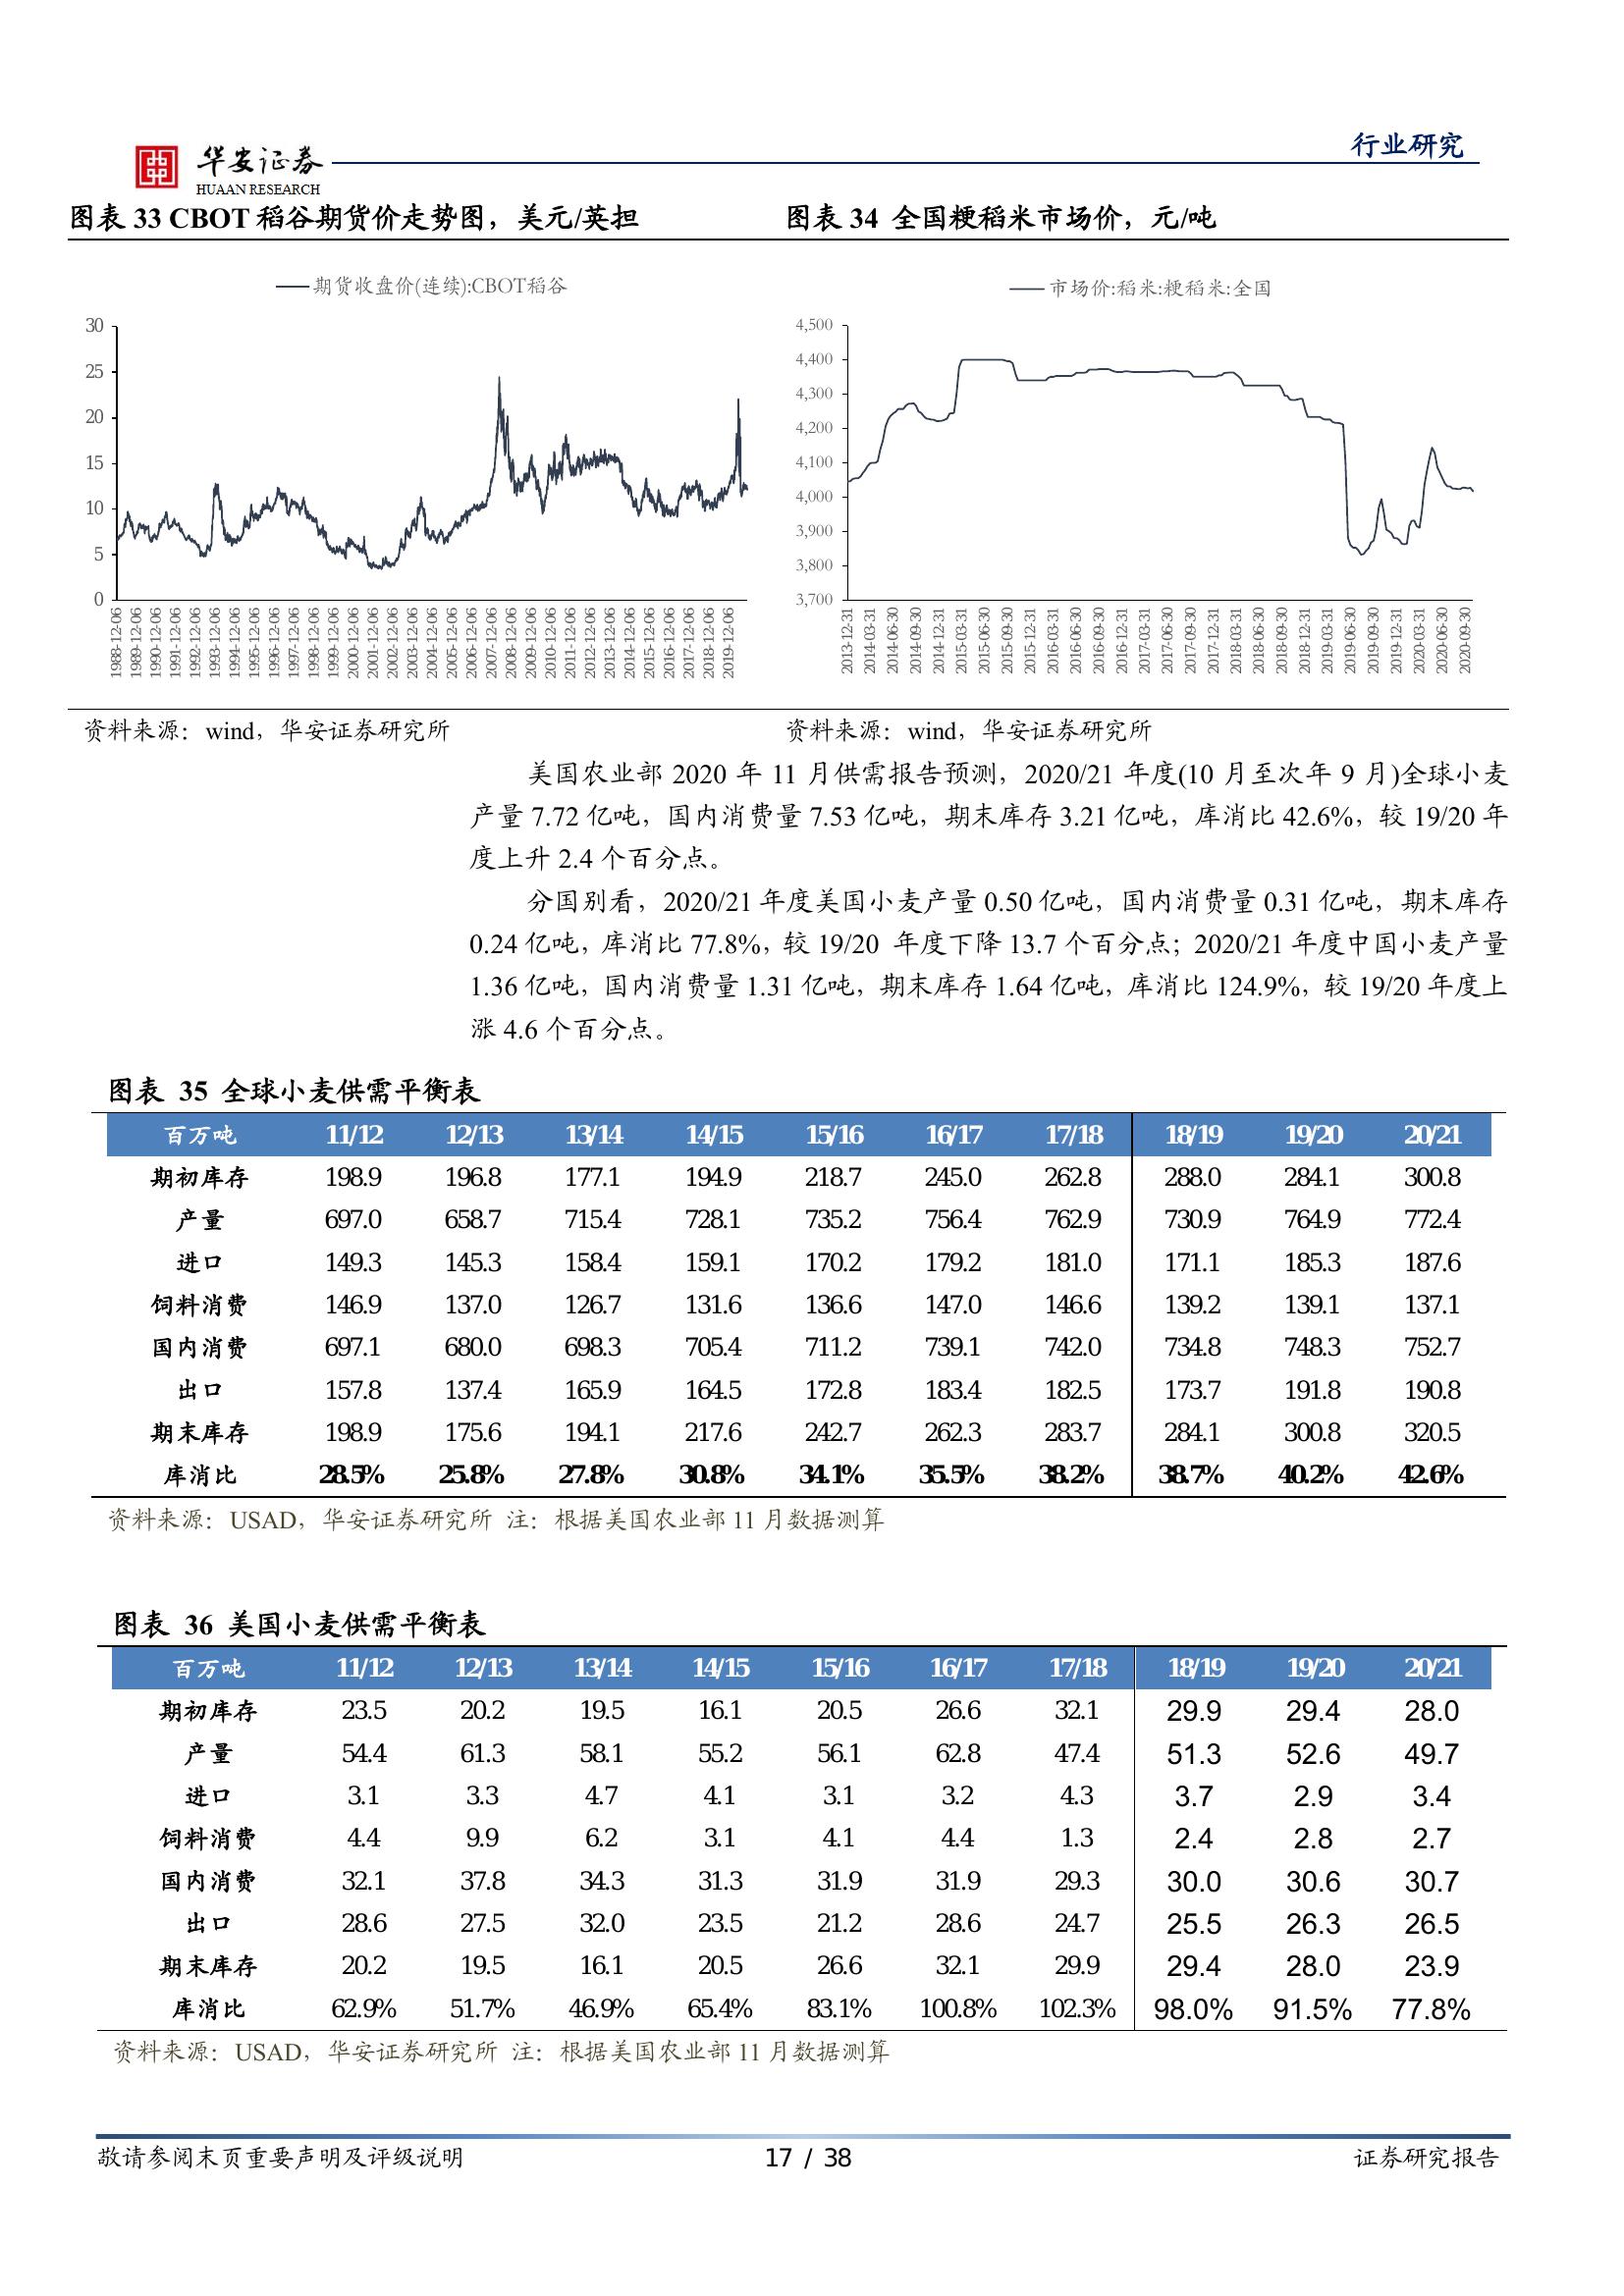 华安证券
HUAAN RESEARCH
行业研究
图表 33 CBOT 稻谷期货价走势图，美元/英担
图表 34 全国粳稻米市场价，元/吨
期货收盘价(连续):CBOT稻谷
30
25
20
15
10
5
0
1988-12-06
1989-12-06
1990-12-06
1991-12-06
1992-12-06
1993-12-06
1994-12-06
1995-12-06
1996-12-06
1997-12-06
1998-12-06
1999-12-06
2000-12-06
2001-12-06
2002-12-06
2003-12-06
2004-12-06
2005-12-06
2006-12-06
2007-12-06
2008-12-06
2009-12-06
2010-12-06
2011-12-06
2012-12-06
2013-12-06
2014-12-06
2015-12-06
2016-12-06
2017-12-06
2018-12-06
2019-12-06
市场价:稻米:粳稻米:全国
4,500
4,400
4,300
4,200
4,100
4,000
3,900
3,800
3,700
2013-12-31
2014-03-31
2014-06-30
2014-09-30
2014-12-31
2015-03-31
2015-06-30
2015-09-30
2015-12-31
2016-03-31
2016-06-30
2016-09-30
2016-12-31
2017-03-31
2017-06-30
2017-09-30
2017-12-31
2018-03-31
2018-06-30
2018-09-30
2018-12-31
2019-03-31
2019-06-30
2019-09-30
2019-12-31
2020-03-31
2020-06-30
2020-09-30
资料来源：wind，华安证券研究所
资料来源：wind，华安证券研究所
美国农业部 2020 年 11 月供需报告预测，2020/21 年度(10 月至次年 9 月)全球小麦
产量 7.72 亿吨，国内消费量 7.53 亿吨，期末库存 3.21 亿吨，库消比 42.6%，较 19/20 年
度上升 2.4 个百分点。
分国别看，2020/21 年度美国小麦产量 0.50 亿吨，国内消费量 0.31 亿吨，期末库存
0.24 亿吨，库消比 77.8%，较 19/20 年度下降 13.7 个百分点；2020/21 年度中国小麦产量
1.36 亿吨，国内消费量 1.31 亿吨，期末库存 1.64 亿吨，库消比 124.9%，较 19/20 年度上
涨 4.6 个百分点。
图表 35 全球小麦供需平衡表
百万吨 11/12 12/13 13/14 14/15 15/16 16/17 17/18 18/19 19/20 20/21
期初库存 198.9 196.8 177.1 194.9 218.7 245.0 262.8 288.0 284.1 300.8
产量 697.0 658.7 715.4 728.1 735.2 756.4 762.9 730.9 764.9 772.4
进口 149.3 145.3 158.4 159.1 170.2 179.2 181.0 171.1 185.3 187.6
饲料消费 146.9 137.0 126.7 131.6 136.6 147.0 146.6 139.2 139.1 137.1
国内消费 697.1 680.0 698.3 705.4 711.2 739.1 742.0 734.8 748.3 752.7
出口 157.8 137.4 165.9 164.5 172.8 183.4 182.5 173.7 191.8 190.8
期末库存 198.9 175.6 194.1 217.6 242.7 262.3 283.7 284.1 300.8 320.5
库消比 28.5% 25.8% 27.8% 30.8% 34.1% 35.5% 38.2% 38.7% 40.2% 42.6%
资料来源：USAD，华安证券研究所 注：根据美国农业部 11 月数据测算
图表 36 美国小麦供需平衡表
百万吨 11/12 12/13 13/14 14/15 15/16 16/17 17/18 18/19 19/20 20/21
期初库存 23.5 20.2 19.5 16.1 20.5 26.6 32.1 29.9 29.4 28.0
产量 54.4 61.3 58.1 55.2 56.1 62.8 47.4 51.3 52.6 49.7
进口 3.1 3.3 4.7 4.1 3.1 3.2 4.3 3.7 2.9 3.4
饲料消费 4.4 9.9 6.2 3.1 4.1 4.4 1.3 2.4 2.8 2.7
国内消费 32.1 37.8 34.3 31.3 31.9 31.9 29.3 30.0 30.6 30.7
出口 28.6 27.5 32.0 23.5 21.2 28.6 24.7 25.5 26.3 26.5
期末库存 20.2 19.5 16.1 20.5 26.6 32.1 29.9 29.4 28.0 23.9
库消比 62.9% 51.7% 46.9% 65.4% 83.1% 100.8% 102.3% 98.0% 91.5% 77.8%
资料来源：USAD，华安证券研究所 注：根据美国农业部 11 月数据测算
敬请参阅末页重要声明及评级说明
17 / 38
证券研究报告